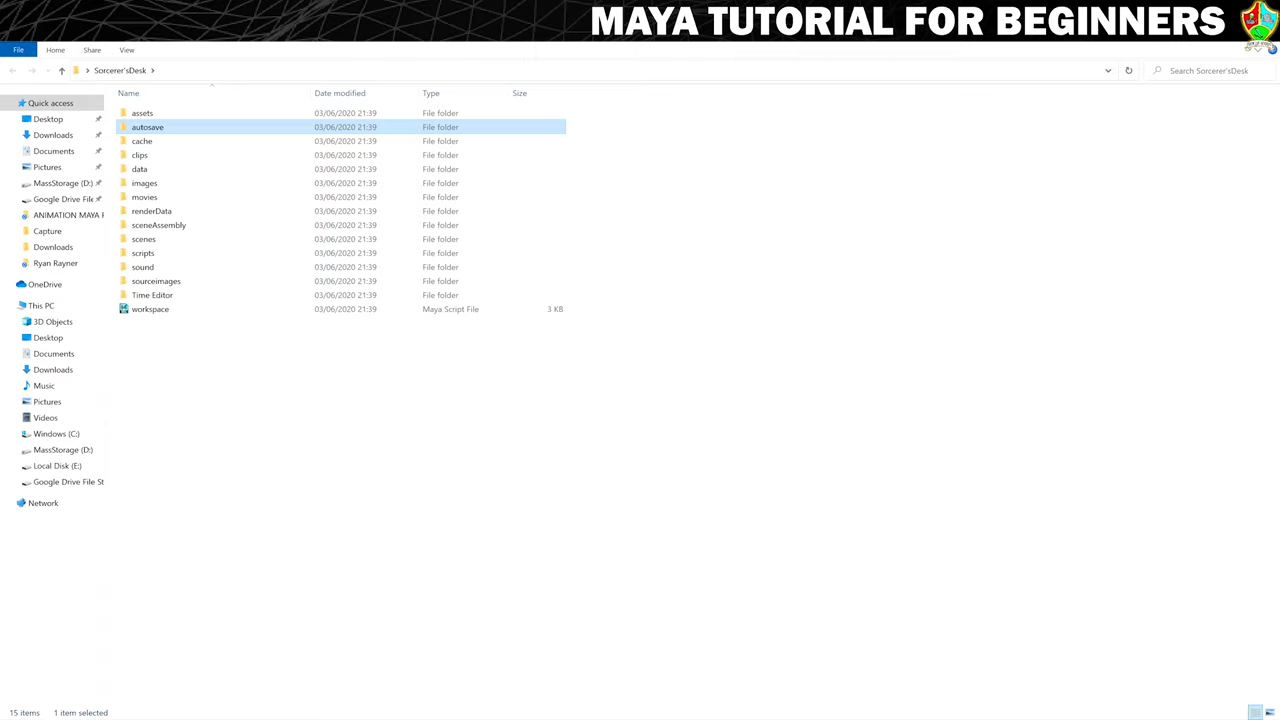 MAYA TUTORIAL FOR BEGINNERS
File Home Share View
Sorcerer'sDesk Search Sorcerer'sDesk
Name Date modified Type Size
Quick access
Desktop
Downloads
Documents
Pictures
MassStorage (D:)
Google Drive File
ANIMATION MAYA F
Capture
Downloads
Ryan Rayner
OneDrive
This PC
3D Objects
Desktop
Documents
Downloads
Music
Pictures
Videos
Windows (C:)
MassStorage (D:)
Local Disk (E:)
Google Drive File St
Network
assets 03/06/2020 21:39 File folder
autosave 03/06/2020 21:39 File folder
cache 03/06/2020 21:39 File folder
clips 03/06/2020 21:39 File folder
data 03/06/2020 21:39 File folder
images 03/06/2020 21:39 File folder
movies 03/06/2020 21:39 File folder
renderData 03/06/2020 21:39 File folder
sceneAssembly 03/06/2020 21:39 File folder
scenes 03/06/2020 21:39 File folder
scripts 03/06/2020 21:39 File folder
sound 03/06/2020 21:39 File folder
sourceimages 03/06/2020 21:39 File folder
Time Editor 03/06/2020 21:39 File folder
workspace 03/06/2020 21:39 Maya Script File 3 KB
15 items 1 item selected